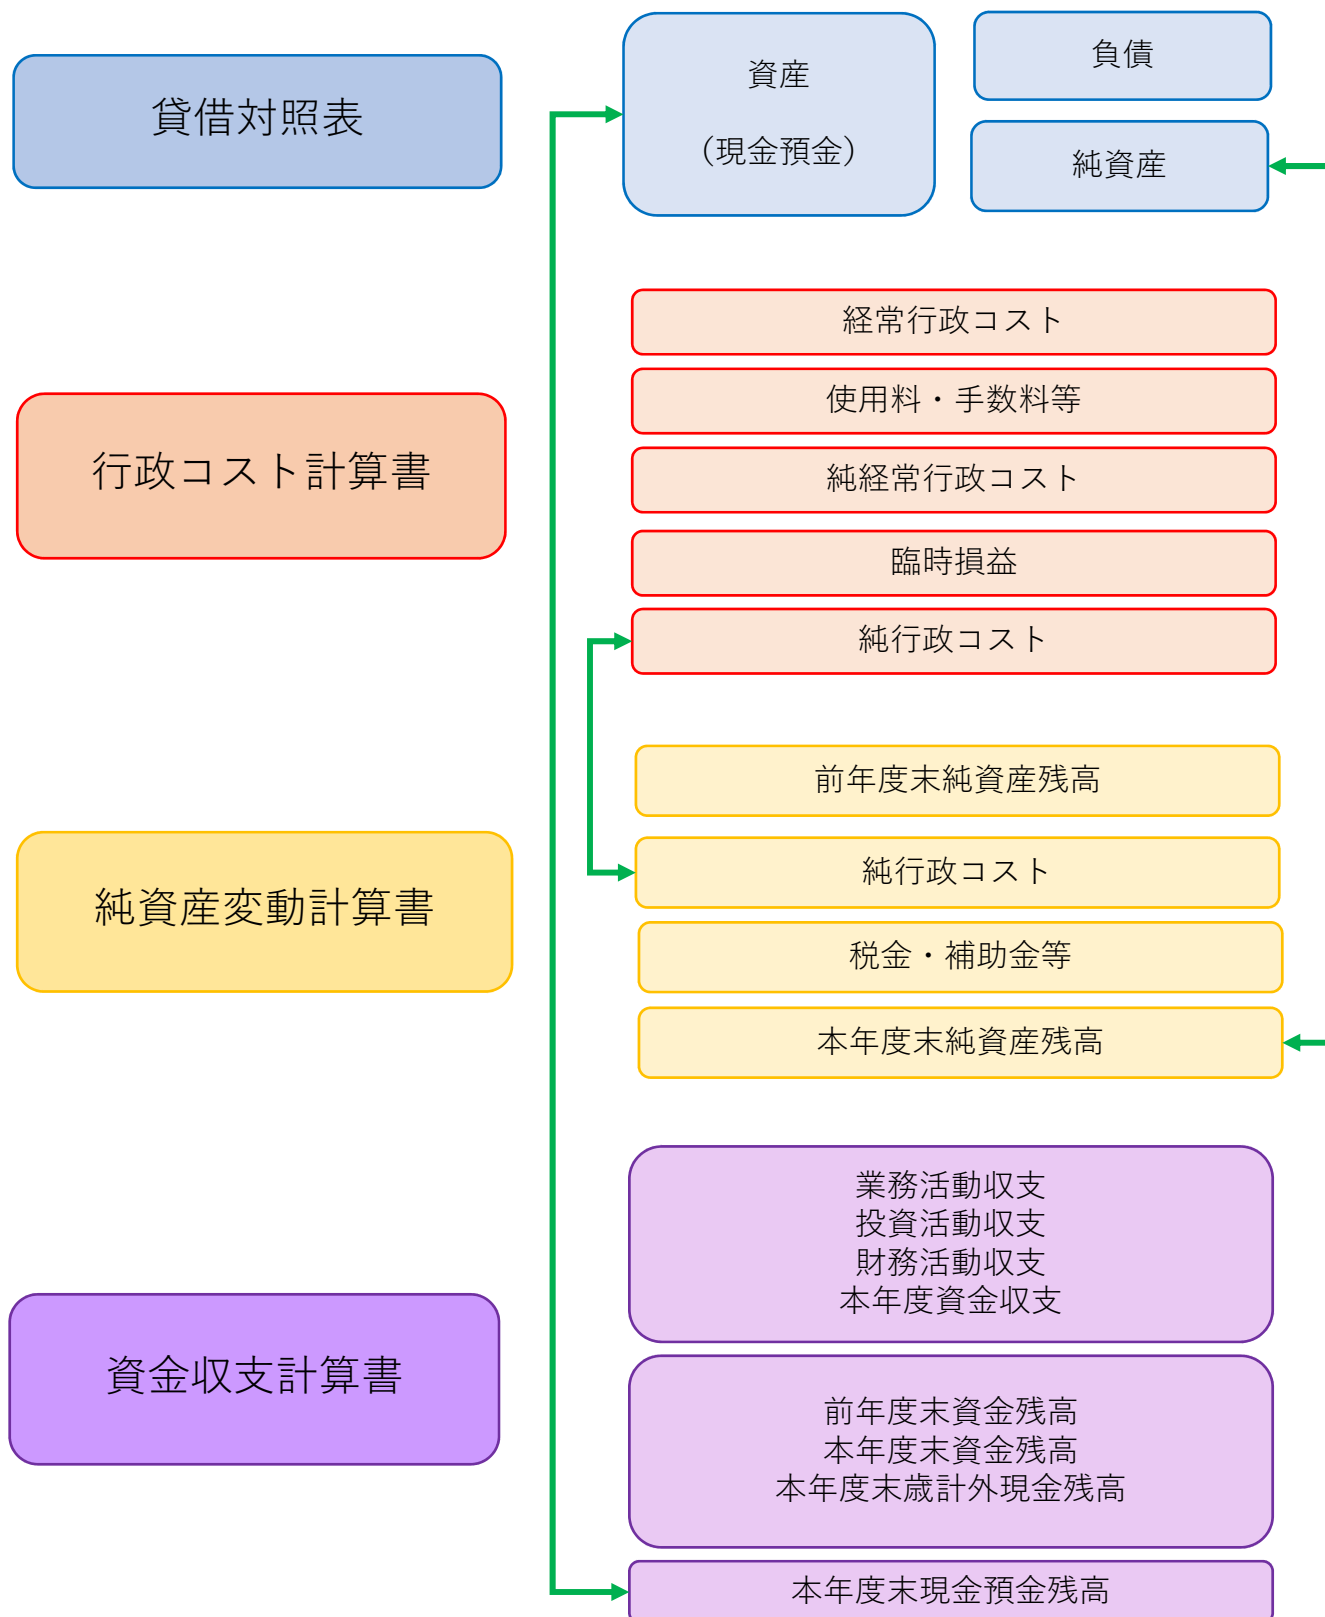 貸借対照表
資産
（現金預金）
負債
純資産
行政コスト計算書
経常行政コスト
使用料・手数料等
純経常行政コスト
臨時損益
純行政コスト
純資産変動計算書
前年度末純資産残高
純行政コスト
税金・補助金等
本年度末純資産残高
資金収支計算書
業務活動収支
投資活動収支
財務活動収支
本年度資金収支
前年度末資金残高
本年度末資金残高
本年度末歳計外現金残高
本年度末現金預金残高